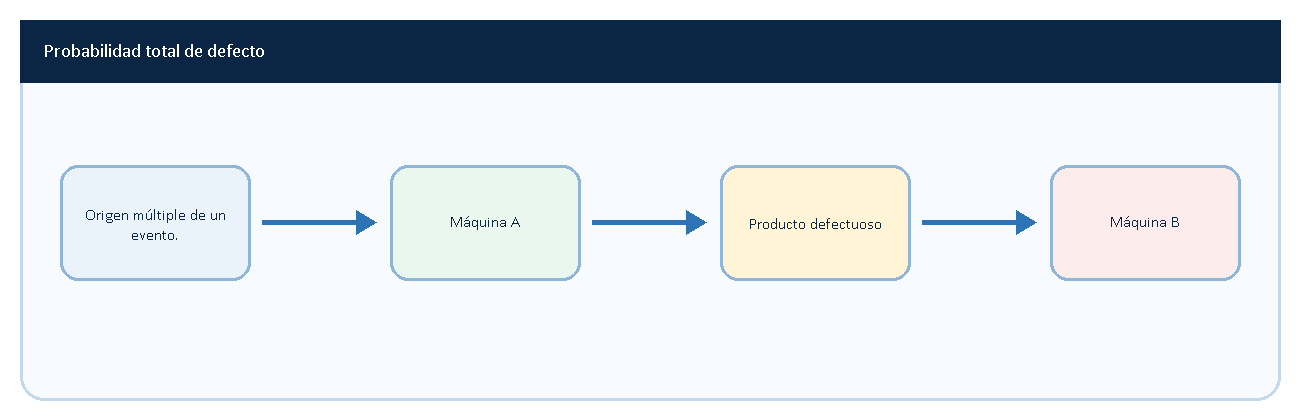 Probabilidad total de defecto
Origen múltiple de un
evento.
Máquina A
Producto defectuoso
Máquina B